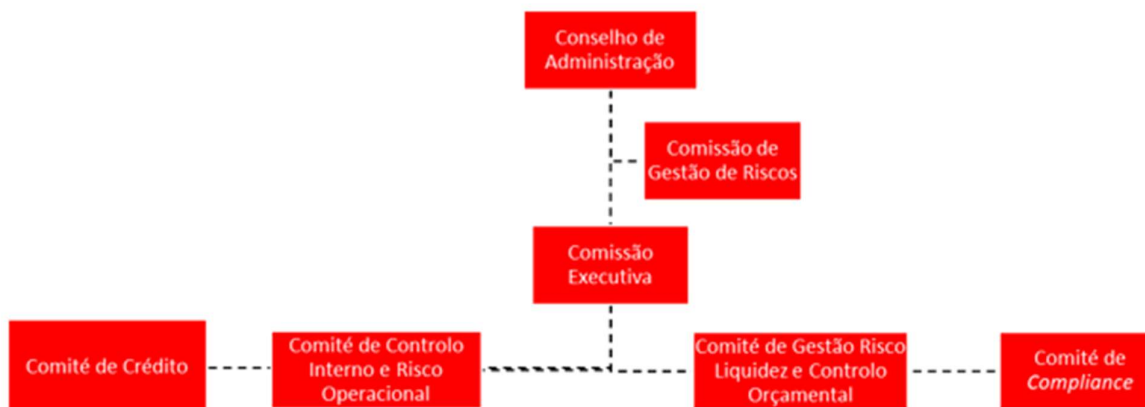 Conselho de
Administração
Comissão de
Gestão de Riscos
Comissão
Executiva
Comité de Crédito
Comité de Controlo
Interno e Risco
Operacional
Comité de Gestão Risco
Liquidez e Controlo
Orçamental
Comité de
Compliance